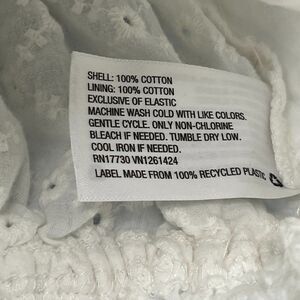 SHELL: 100% COTTON
LINING: 100% COTTON
EXCLUSIVE OF ELASTIC
MACHINE WASH COLD WITH LIKE COLORS.
GENTLE CYCLE. ONLY NON-CHLORINE
BLEACH IF NEEDED. TUMBLE DRY LOW.
COOL IRON IF NEEDED.
RN17730 VN1261424
LABEL MADE FROM 100% RECYCLED PLASTIC